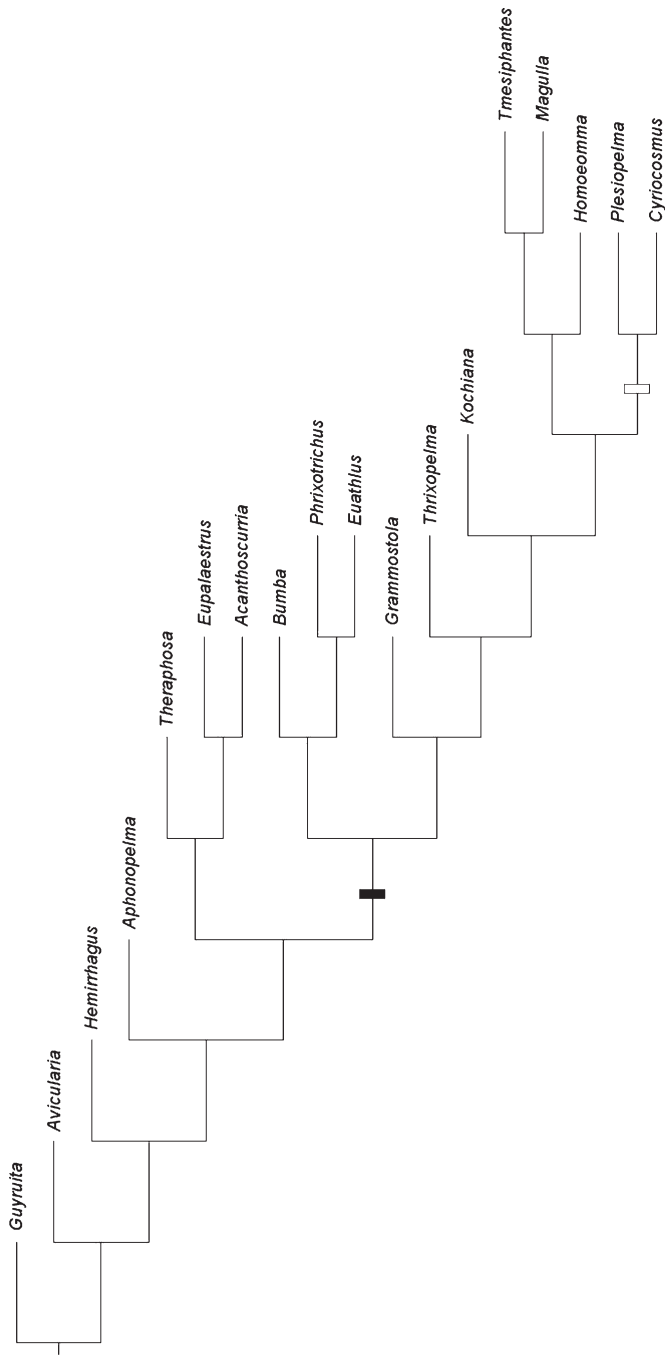 Guyruita
Avicularia
Hemirrhagus
Aphonopelma
Theraphosa
Eupalaestrus
Acanthoscurria
Bumba
Phrixotrichus
Euathlus
Grammostola
Thrixopelma
Kochiana
Tmesiphantes
Magulla
Homoeomma
Plesiopelma
Cyriocosmus